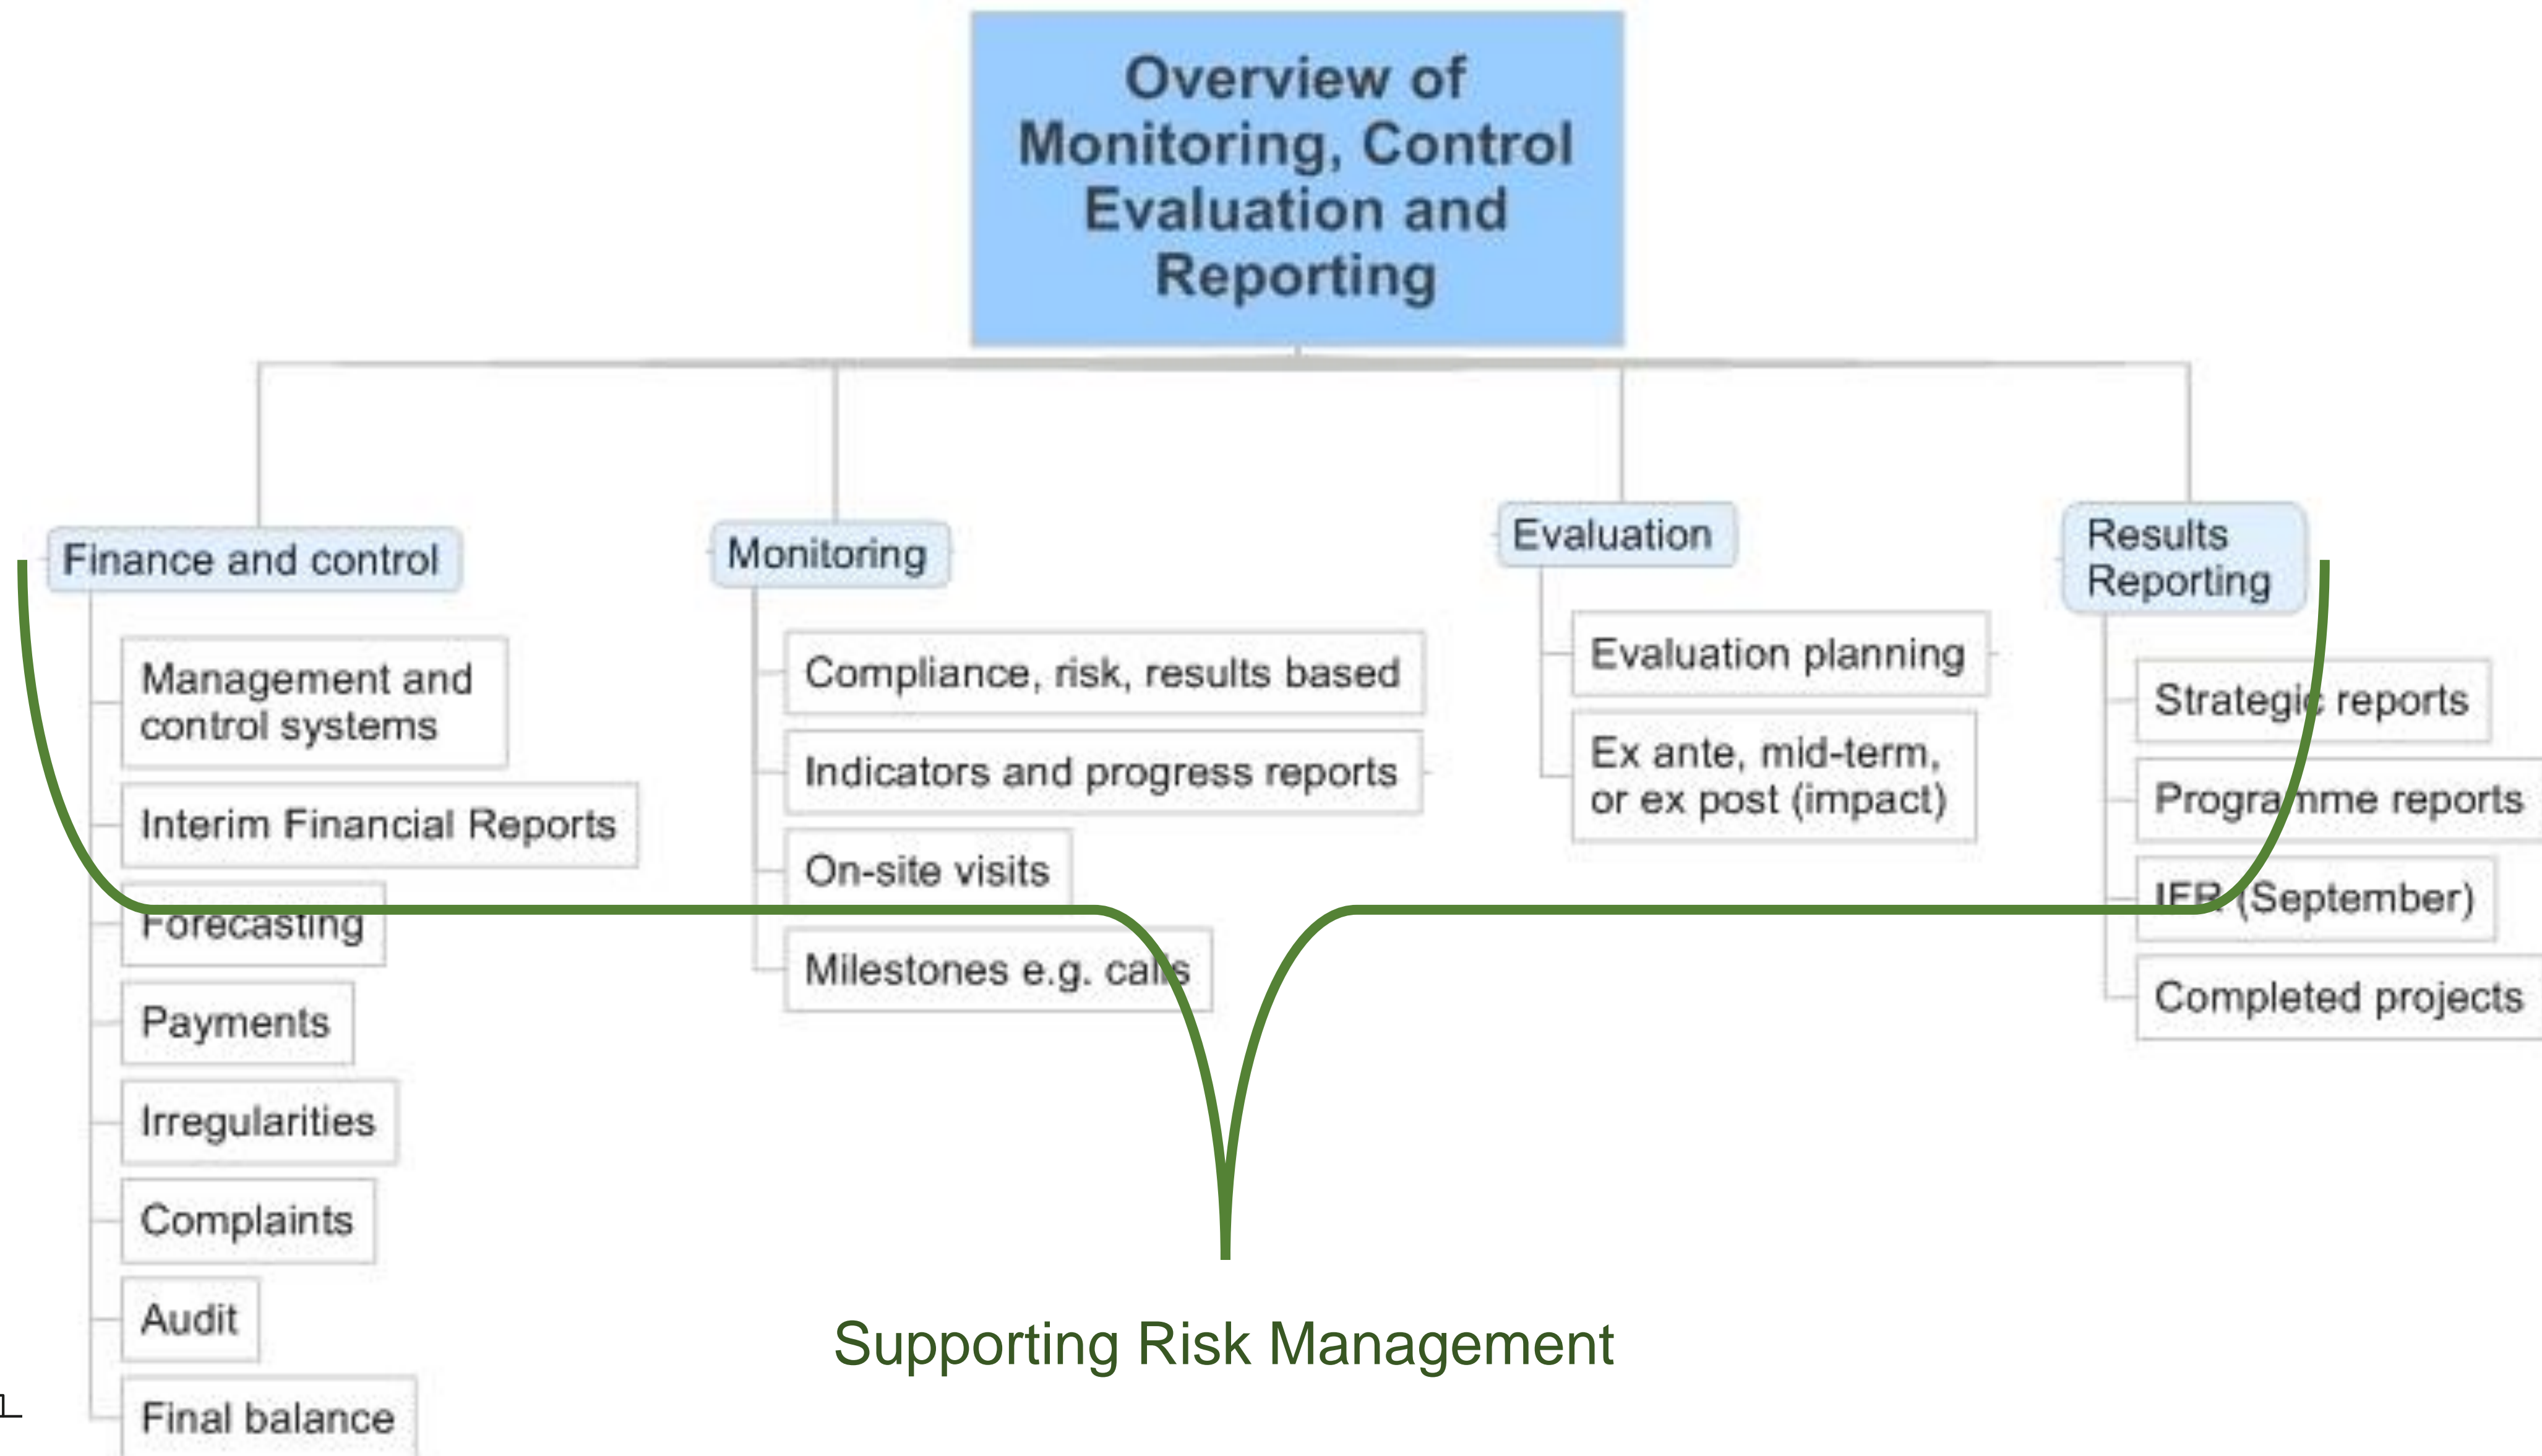 Overview of
Monitoring, Control
Evaluation and
Reporting
Finance and control
Management and
control systems
Interim Financial Reports
Forecasting
Payments
Irregularities
Complaints
Audit
Final balance
Monitoring
Compliance, risk, results based
Indicators and progress reports
On-site visits
Milestones e.g. calls
Evaluation
Evaluation planning
Ex ante, mid-term,
or ex post (impact)
Results
Reporting
Strategic reports
Programme reports
IFR (September)
Completed projects
Supporting Risk Management